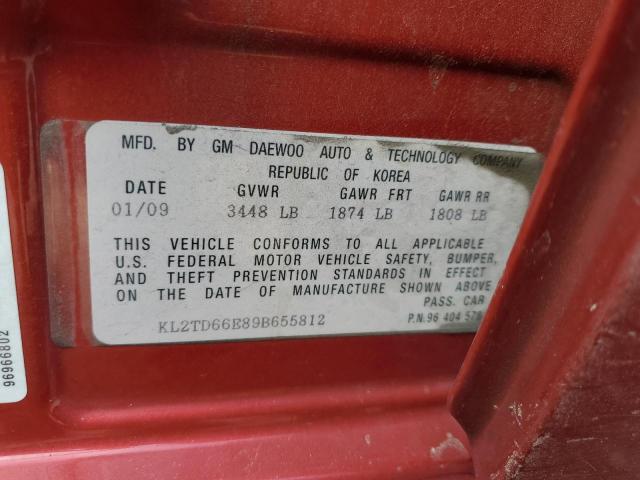 MFD. BY GM DAEWOO AUTO & TECHNOLOGY COMPANY
REPUBLIC OF KOREA
DATE GVWR GAWR FRT GAWR RR
01/09 3448 LB 1874 LB 1808 LB
THIS VEHICLE CONFORMS TO ALL APPLICABLE
U.S. FEDERAL MOTOR VEHICLE SAFETY, BUMPER,
AND THEFT PREVENTION STANDARDS IN EFFECT
ON THE DATE OF MANUFACTURE SHOWN ABOVE
PASS. CAR
KL2TD66E89B655812
P.N. 96 404 576
96966802